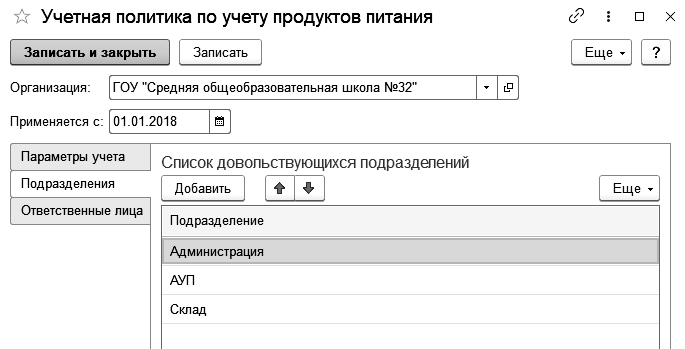 Учетная политика по учету продуктов питания
Записать и закрыть Записать Еще ?
Организация: ГОУ "Средняя общеобразовательная школа №32"
Применяется с: 01.01.2018
Параметры учета
Подразделения
Ответственные лица
Список довольствующихся подразделений
Добавить Еще
Подразделение
Администрация
АУП
Склад